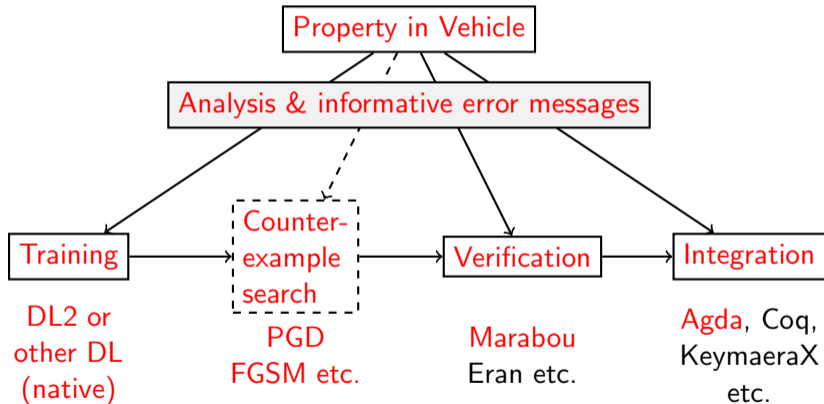 Property in Vehicle
Analysis & informative error messages
Training
Counter-
example
search
Verification
Integration
DL2 or
other DL
(native)
PGD
FGSM etc.
Marabou
Eran etc.
Agda, Coq,
KeymaeraX
etc.